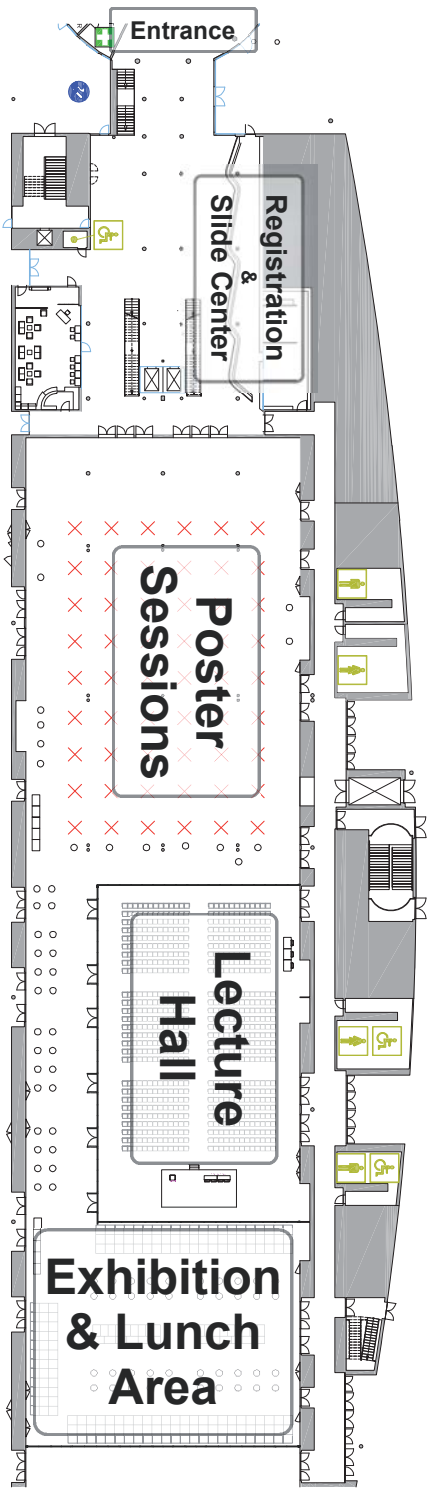 Entrance
Registration
&
Slide Center
Poster
Sessions
Lecture
Hall
Exhibition
& Lunch
Area